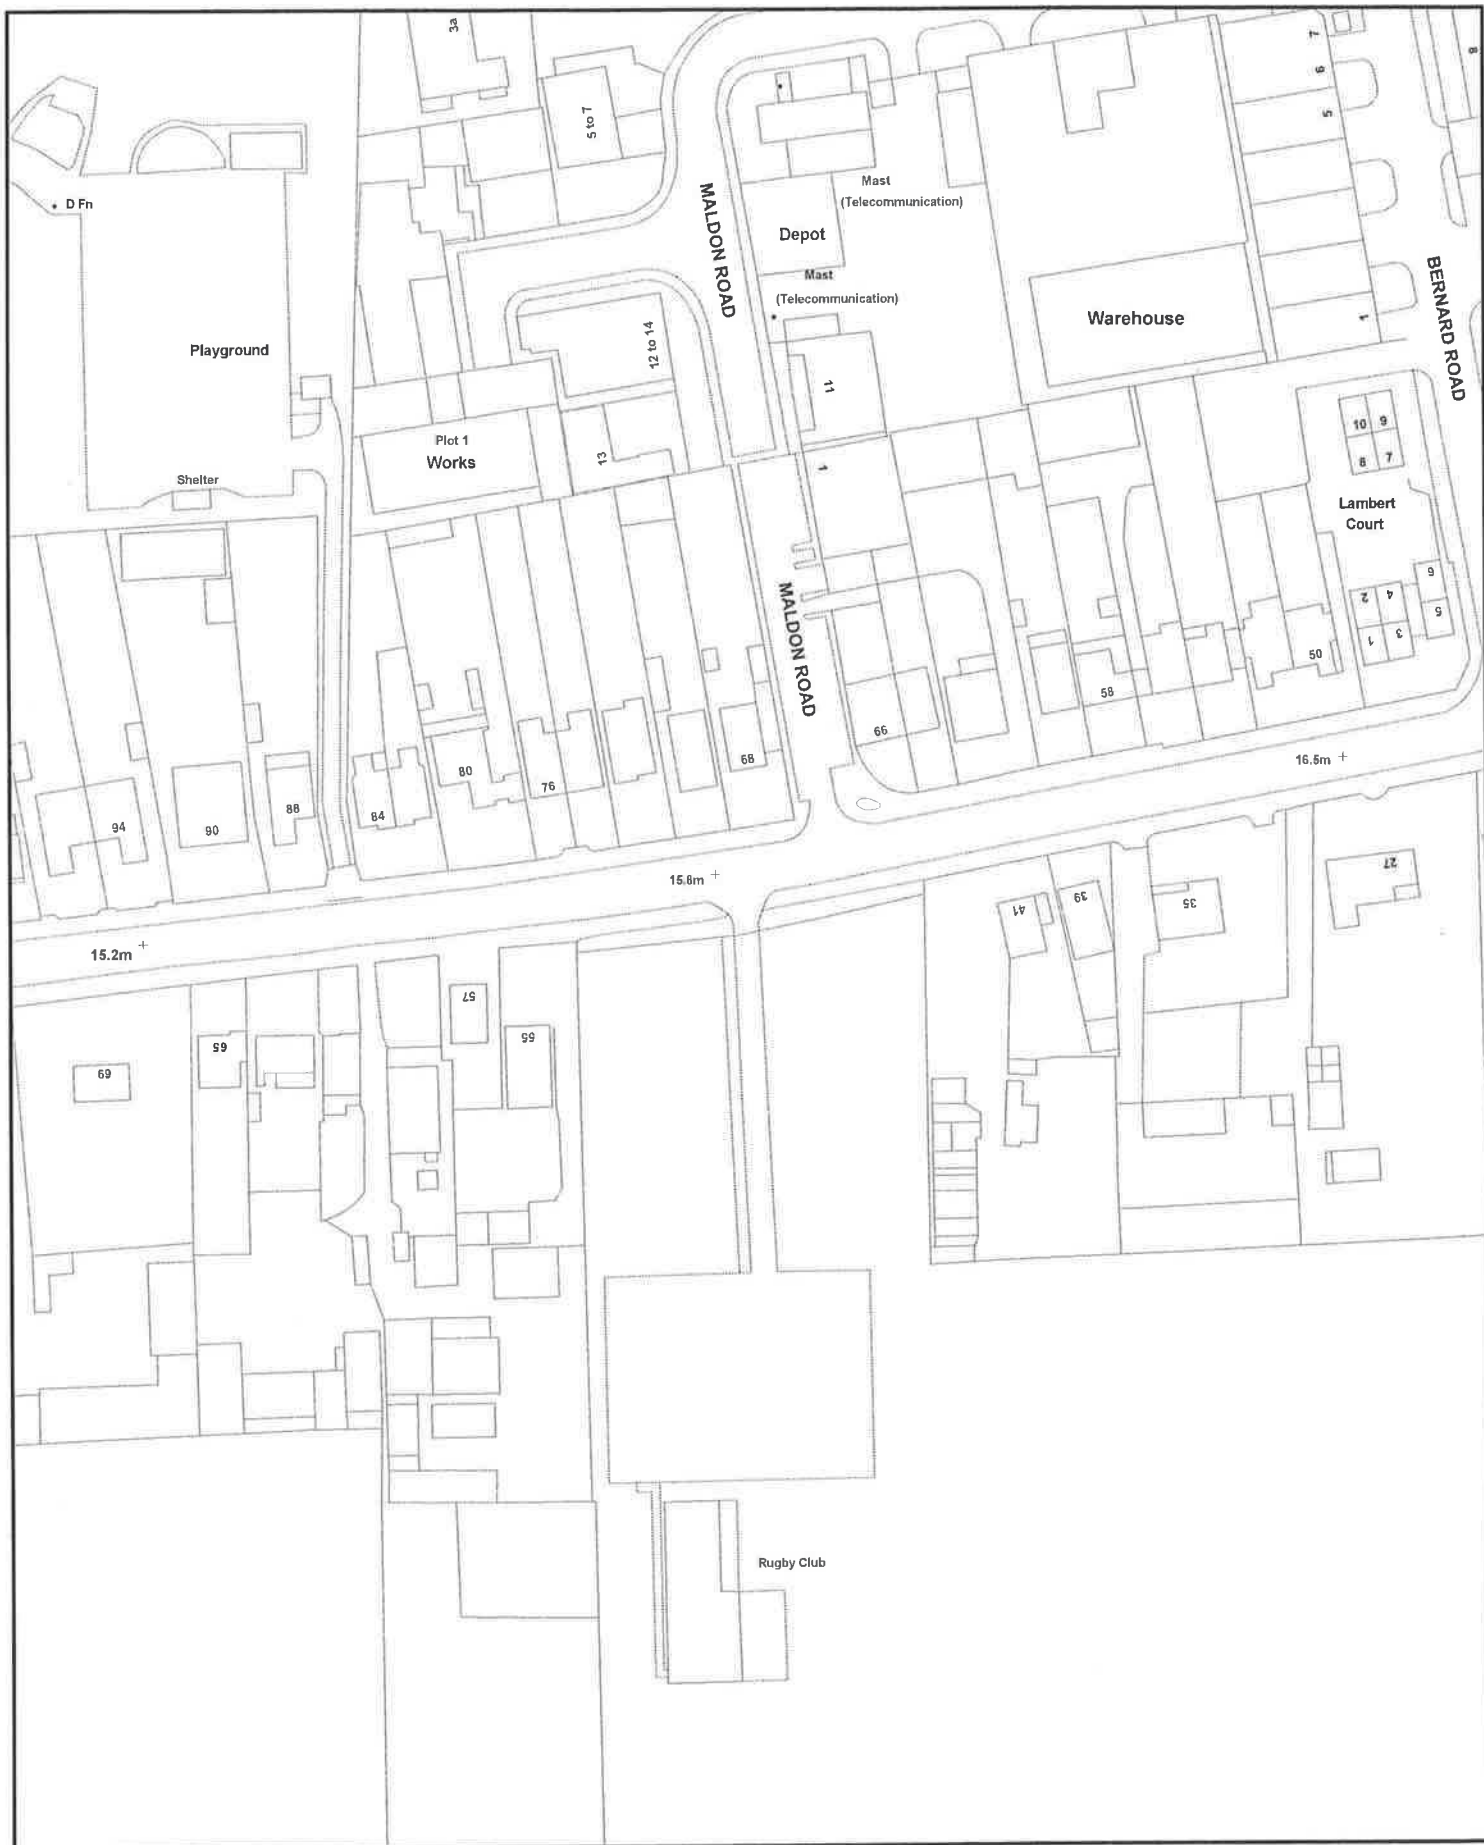 3a
5 to 7
7
6
5
8
D Fn
Mast
(Telecommunication)
MALDON ROAD
Depot
Mast
(Telecommunication)
BERNARD ROAD
Warehouse
1
Playground
12 to 14
11
10
9
8
7
Plot 1
Works
13
1
Shelter
Lambert
Court
MALDON ROAD
2
4
6
1
3
5
50
58
66
68
76
80
84
88
90
94
16.5m
15.8m
15.2m
27
35
39
41
57
55
65
69
Rugby Club